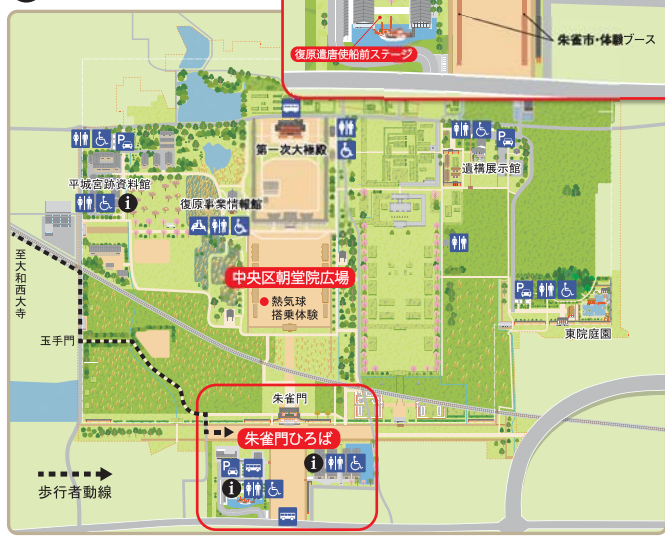 復原遣唐使船前ステージ
朱雀市・体験ブース
P
第一次大極殿
P
遺構展示館
平城宮跡資料館
i
復原事業情報館
至大和西大寺
中央区朝堂院広場
熱気球
搭乗体験
P
東院庭園
玉手門
朱雀門
朱雀門ひろば
P
i
i
歩行者動線